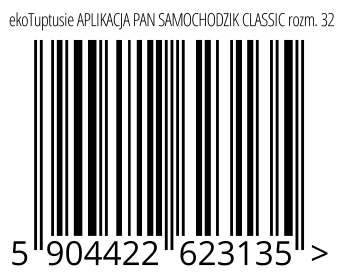 ekoTuptusie APLIKACJA PAN SAMOCHODZIK CLASSIC rozm. 32
5 904422 623135 >